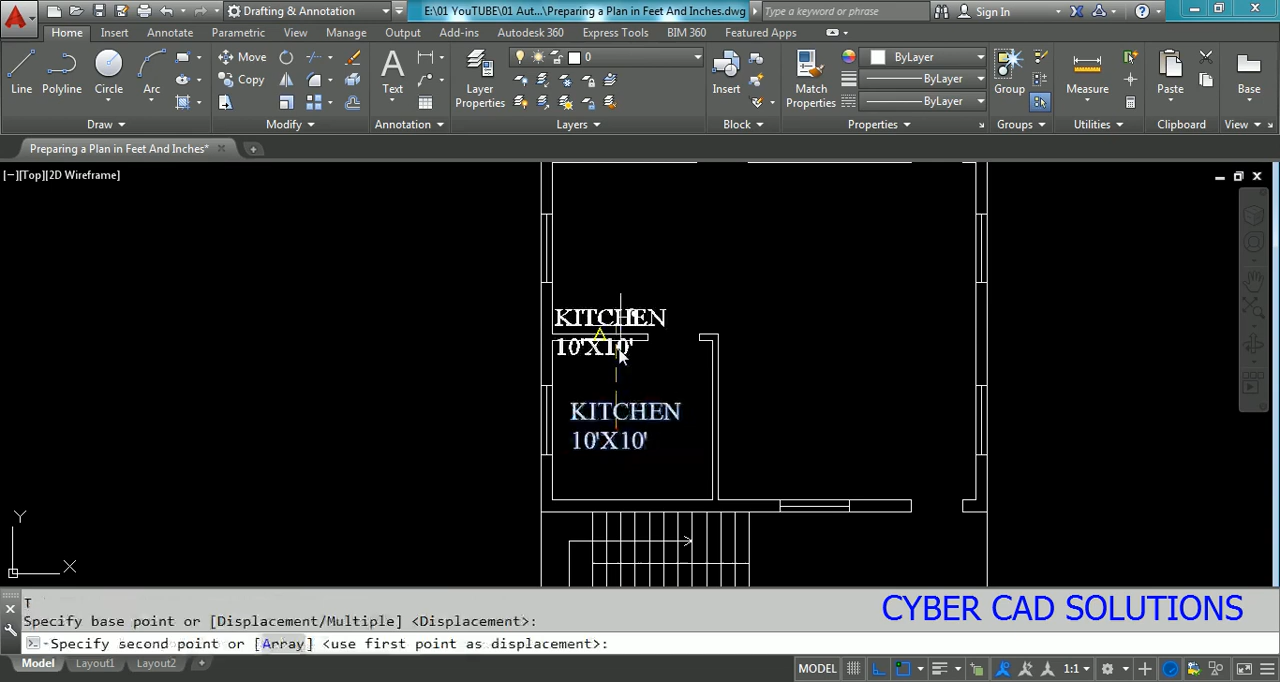 Drafting & Annotation
E:\01 YouTUBE\01 Aut...\Preparing a Plan in Feet And Inches.dwg
Type a keyword or phrase
Sign In
Home
Insert
Annotate
Parametric
View
Manage
Output
Add-ins
Autodesk 360
Express Tools
BIM 360
Featured Apps
Line
Polyline
Circle
Arc
Move
Copy
Text
Layer
Properties
0
Insert
Match
Properties
ByLayer
ByLayer
ByLayer
Group
Measure
Paste
Base
Draw
Modify
Annotation
Layers
Block
Properties
Groups
Utilities
Clipboard
View
Preparing a Plan in Feet And Inches*
[−][Top][2D Wireframe]
KITCHEN
10'X10'
KITCHEN
10'X10'
Y
X
T
Specify base point or [Displacement/Multiple] <Displacement>:
-Specify second point or [Array] <use first point as displacement>:
CYBER CAD SOLUTIONS
Model
Layout1
Layout2
+
MODEL
1:1